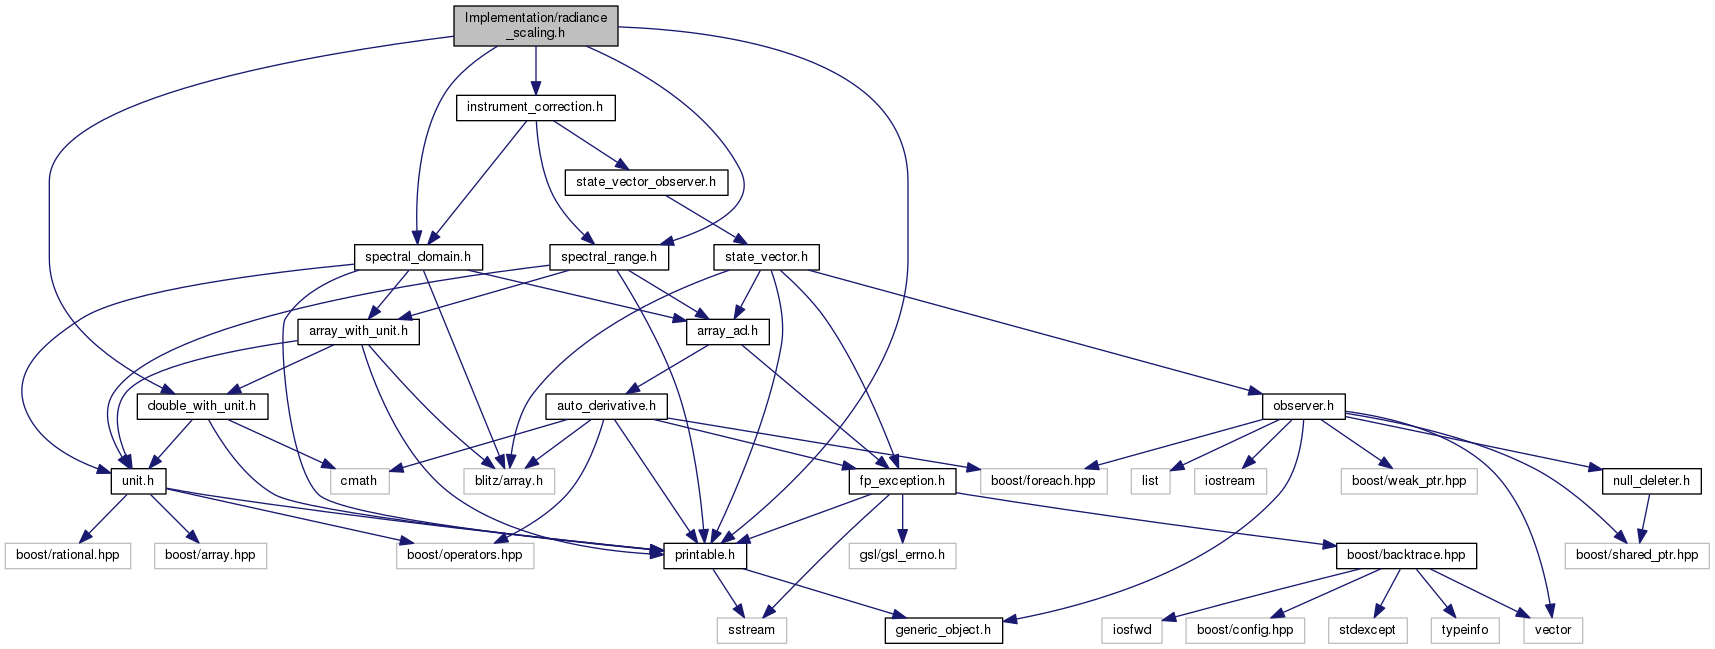 Implementation/radiance
_scaling.h
instrument_correction.h
state_vector_observer.h
spectral_domain.h
spectral_range.h
state_vector.h
array_with_unit.h
array_ad.h
double_with_unit.h
auto_derivative.h
observer.h
unit.h
cmath
blitz/array.h
fp_exception.h
boost/foreach.hpp
list
iostream
boost/weak_ptr.hpp
null_deleter.h
boost/rational.hpp
boost/array.hpp
boost/operators.hpp
printable.h
gsl/gsl_errno.h
boost/backtrace.hpp
boost/shared_ptr.hpp
sstream
generic_object.h
iosfwd
boost/config.hpp
stdexcept
typeinfo
vector